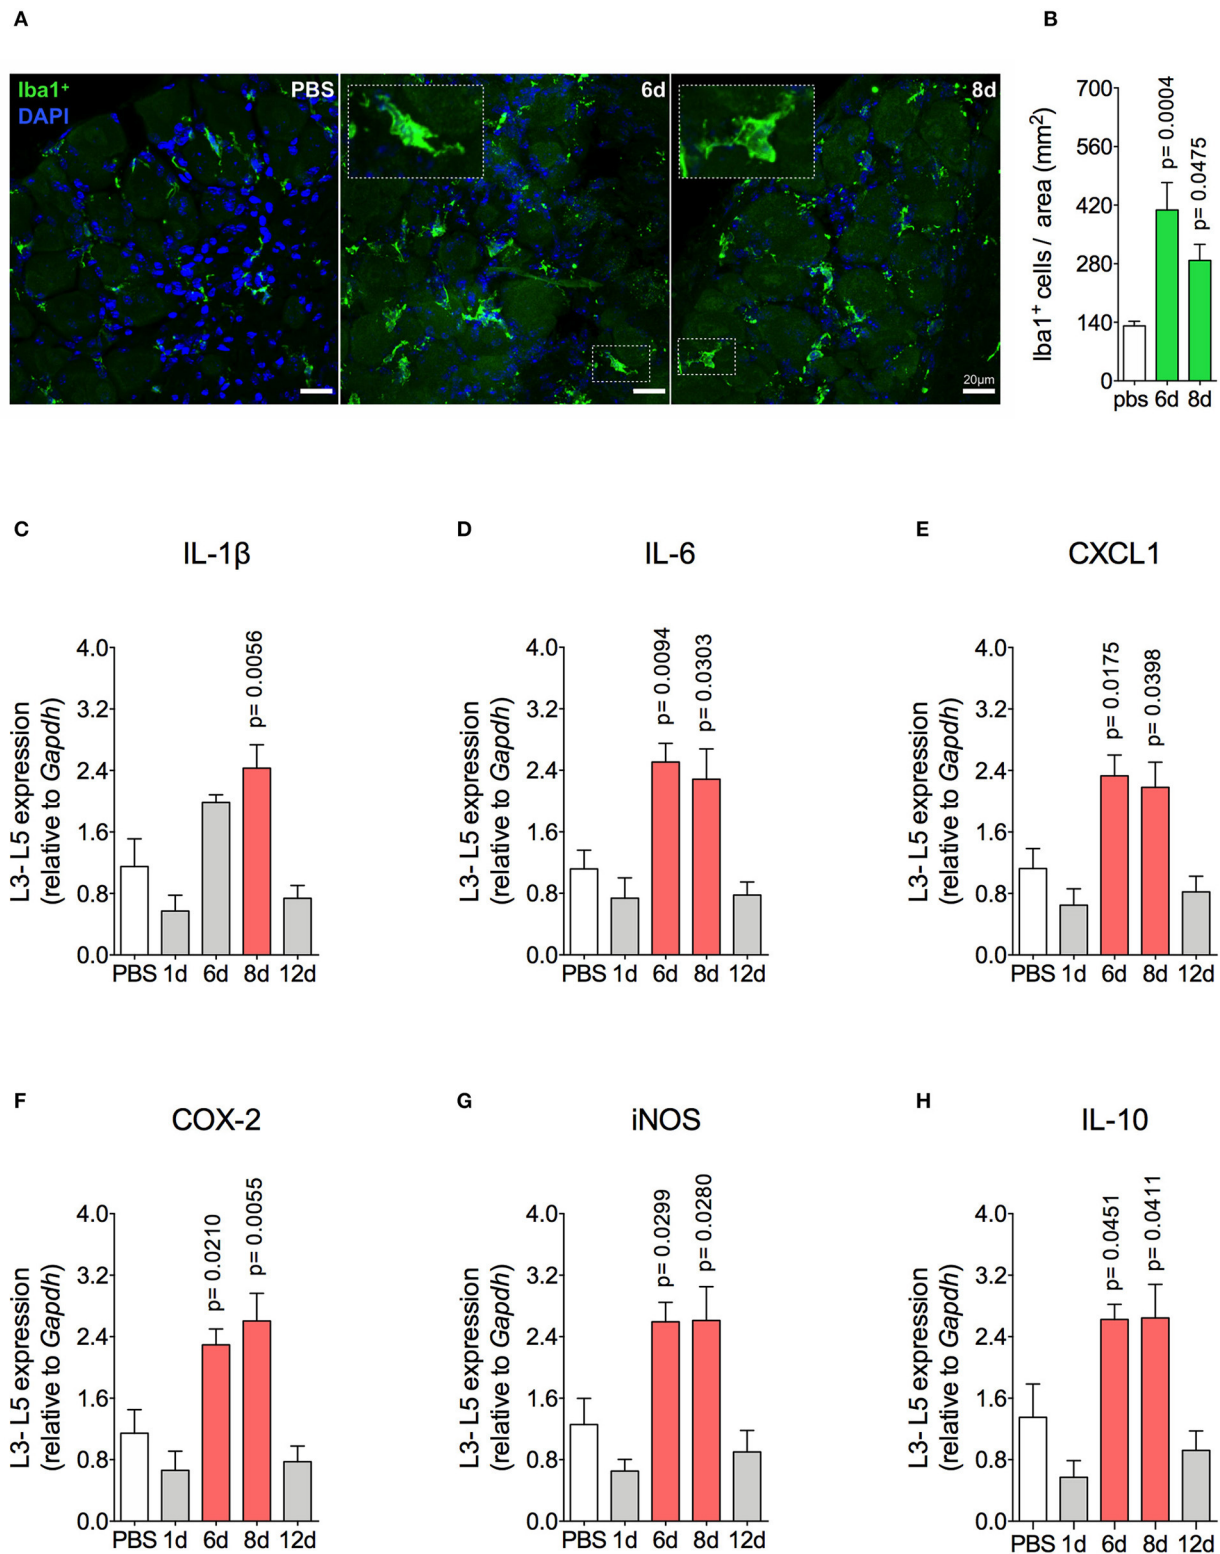 A
B
Iba1⁺
DAPI
PBS
6d
8d
20µm
Iba1⁺ cells / area (mm²)
700
560
420
280
140
0
p= 0.0004
p= 0.0475
pbs 6d 8d
C
IL-1β
L3- L5 expression
(relative to Gapdh)
4.0
3.2
2.4
1.6
0.8
0.0
p= 0.0056
PBS 1d 6d 8d 12d
D
IL-6
L3- L5 expression
(relative to Gapdh)
4.0
3.2
2.4
1.6
0.8
0.0
p= 0.0094
p= 0.0303
PBS 1d 6d 8d 12d
E
CXCL1
L3- L5 expression
(relative to Gapdh)
4.0
3.2
2.4
1.6
0.8
0.0
p= 0.0175
p= 0.0398
PBS 1d 6d 8d 12d
F
COX-2
L3- L5 expression
(relative to Gapdh)
4.0
3.2
2.4
1.6
0.8
0.0
p= 0.0210
p= 0.0055
PBS 1d 6d 8d 12d
G
iNOS
L3- L5 expression
(relative to Gapdh)
4.0
3.2
2.4
1.6
0.8
0.0
p= 0.0299
p= 0.0280
PBS 1d 6d 8d 12d
H
IL-10
L3- L5 expression
(relative to Gapdh)
4.0
3.2
2.4
1.6
0.8
0.0
p= 0.0451
p= 0.0411
PBS 1d 6d 8d 12d